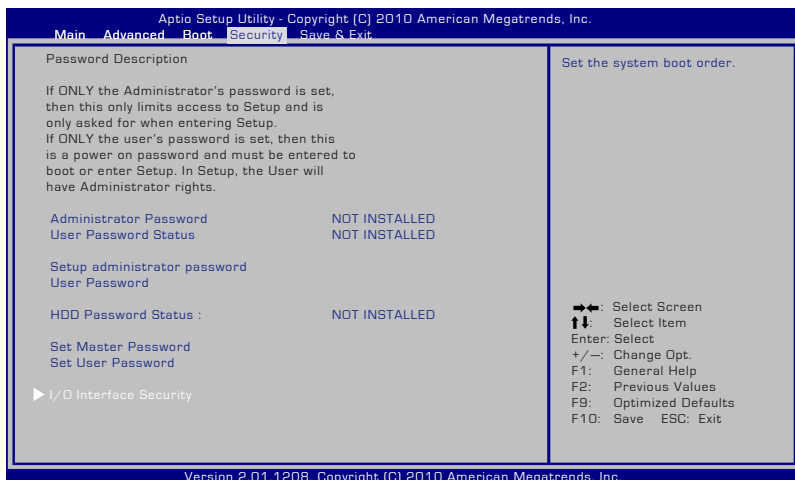 Aptio Setup Utility - Copyright (C) 2010 American Megatrends, Inc.
Main Advanced Boot Security Save & Exit
Password Description
If ONLY the Administrator's password is set,
then this only limits access to Setup and is
only asked for when entering Setup.
If ONLY the user's password is set, then this
is a power on password and must be entered to
boot or enter Setup. In Setup, the User will
have Administrator rights.
Administrator Password NOT INSTALLED
User Password Status NOT INSTALLED
Setup administrator password
User Password
HDD Password Status : NOT INSTALLED
Set Master Password
Set User Password
▶ I/O Interface Security
Set the system boot order.
→←: Select Screen
↑↓: Select Item
Enter: Select
+/—: Change Opt.
F1: General Help
F2: Previous Values
F9: Optimized Defaults
F10: Save ESC: Exit
Version 2.01.1208. Copyright (C) 2010 American Megatrends, Inc.